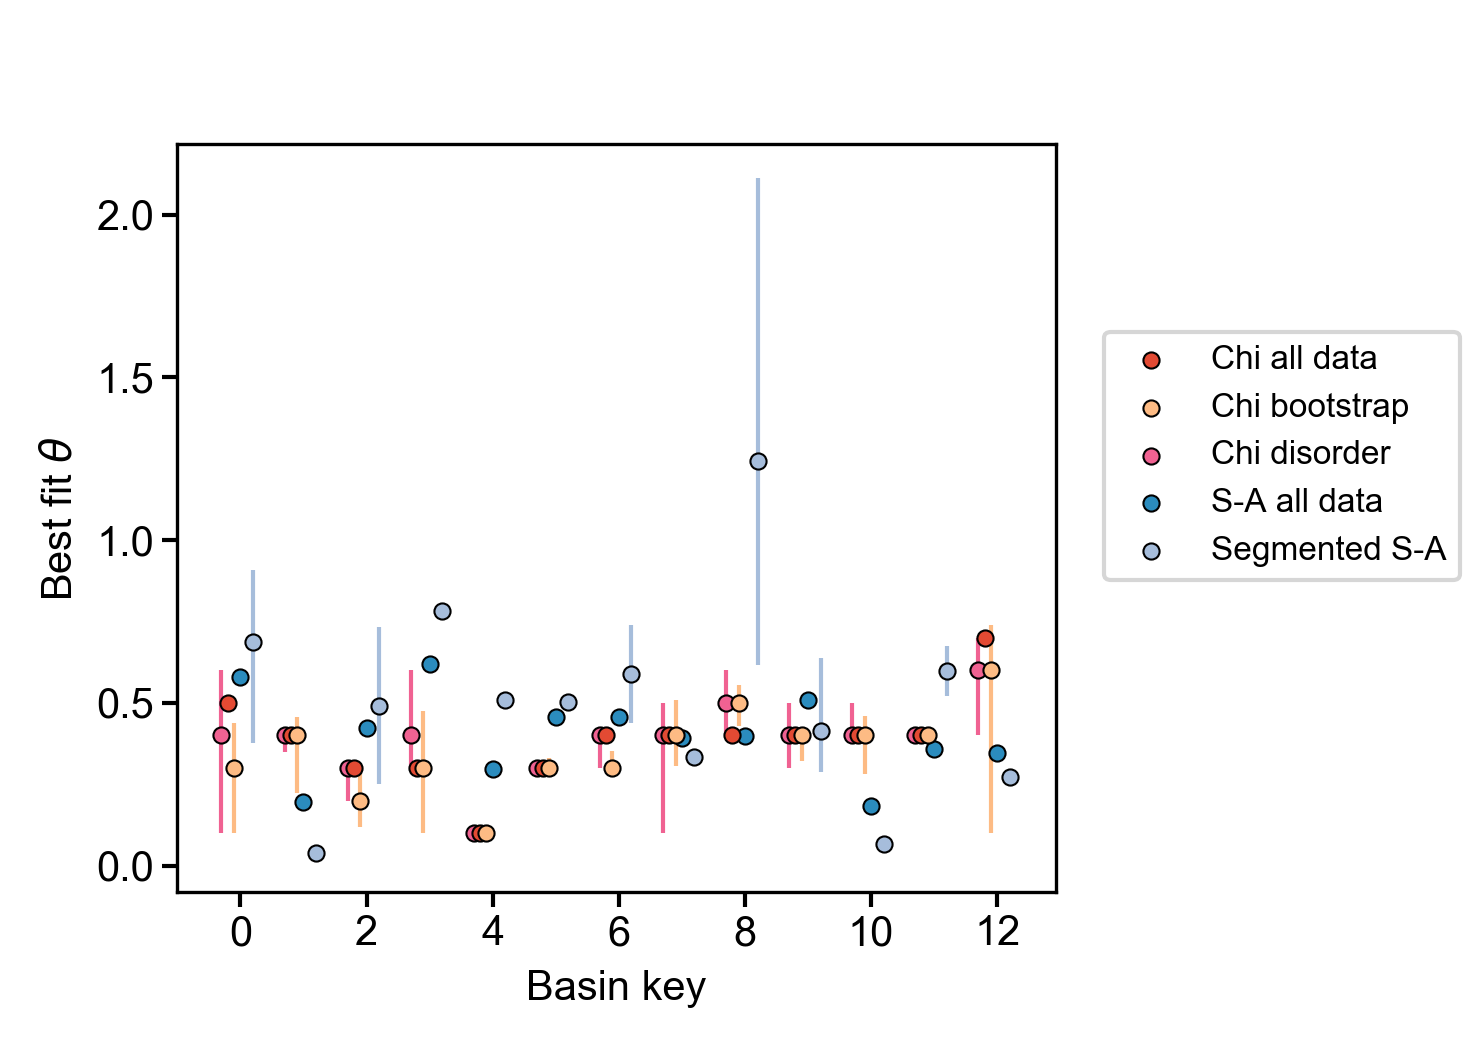 2.0
1.5
1.0
0.5
0.0
Best fit θ
0 2 4 6 8 10 12
Basin key
Chi all data
Chi bootstrap
Chi disorder
S-A all data
Segmented S-A